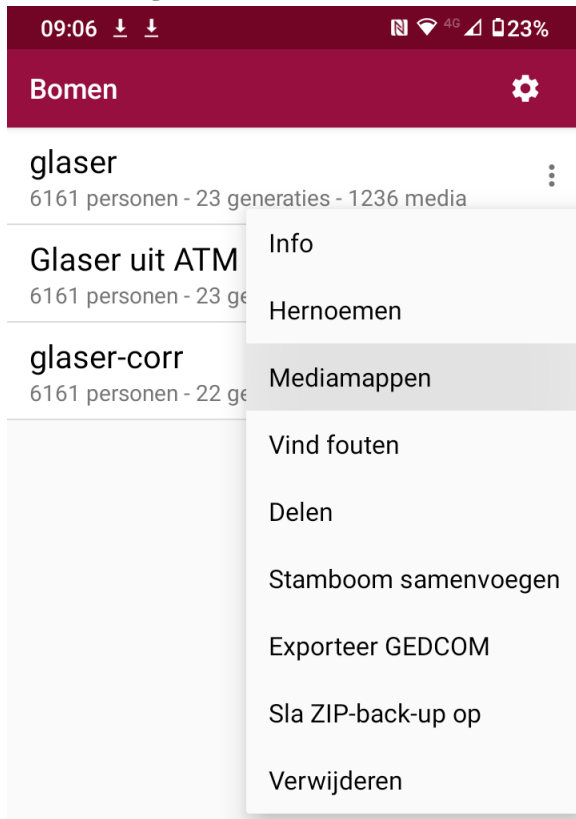 09:06 4G 23%
Bomen
glaser
6161 personen - 23 generaties - 1236 media
Glaser uit ATM
6161 personen - 23 ge
glaser-corr
6161 personen - 22 ge
Info
Hernoemen
Mediamappen
Vind fouten
Delen
Stamboom samenvoegen
Exporteer GEDCOM
Sla ZIP-back-up op
Verwijderen